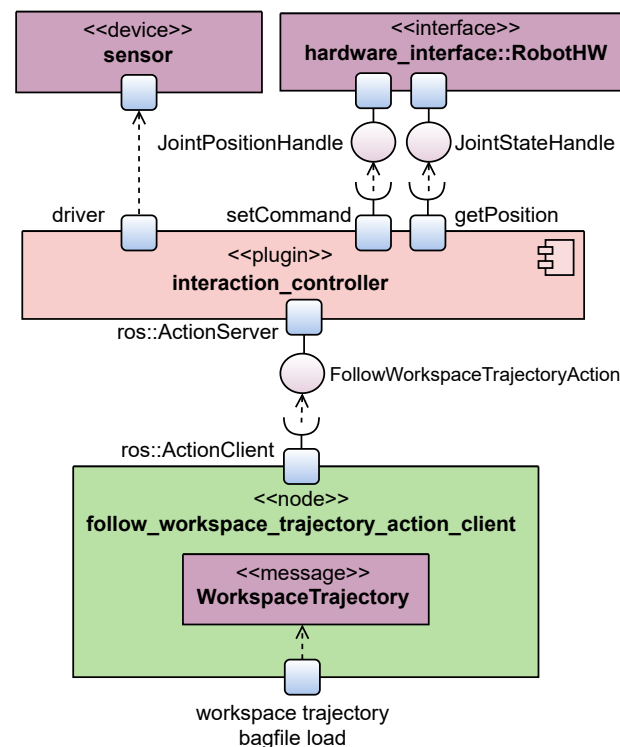 <<device>>
sensor
<<interface>>
hardware_interface::RobotHW
JointPositionHandle
JointStateHandle
driver
setCommand
getPosition
<<plugin>>
interaction_controller
ros::ActionServer
FollowWorkspaceTrajectoryAction
ros::ActionClient
<<node>>
follow_workspace_trajectory_action_client
<<message>>
WorkspaceTrajectory
workspace trajectory
bagfile load